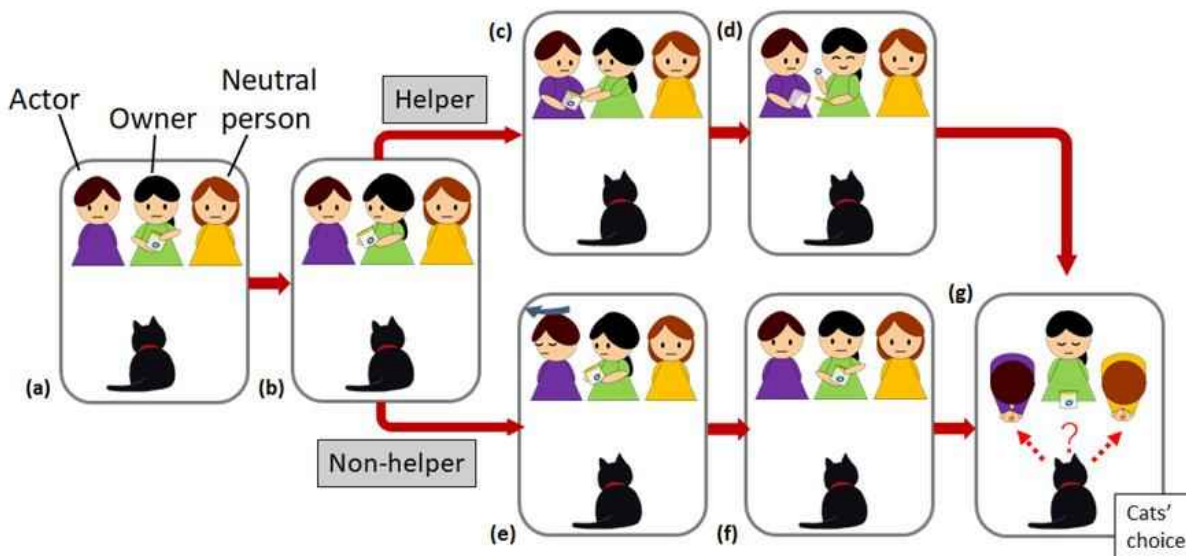 Actor
Owner
Neutral
person
(a)
(b)
Helper
(c)
(d)
Non-helper
(e)
(f)
(g)
?
Cats'
choice